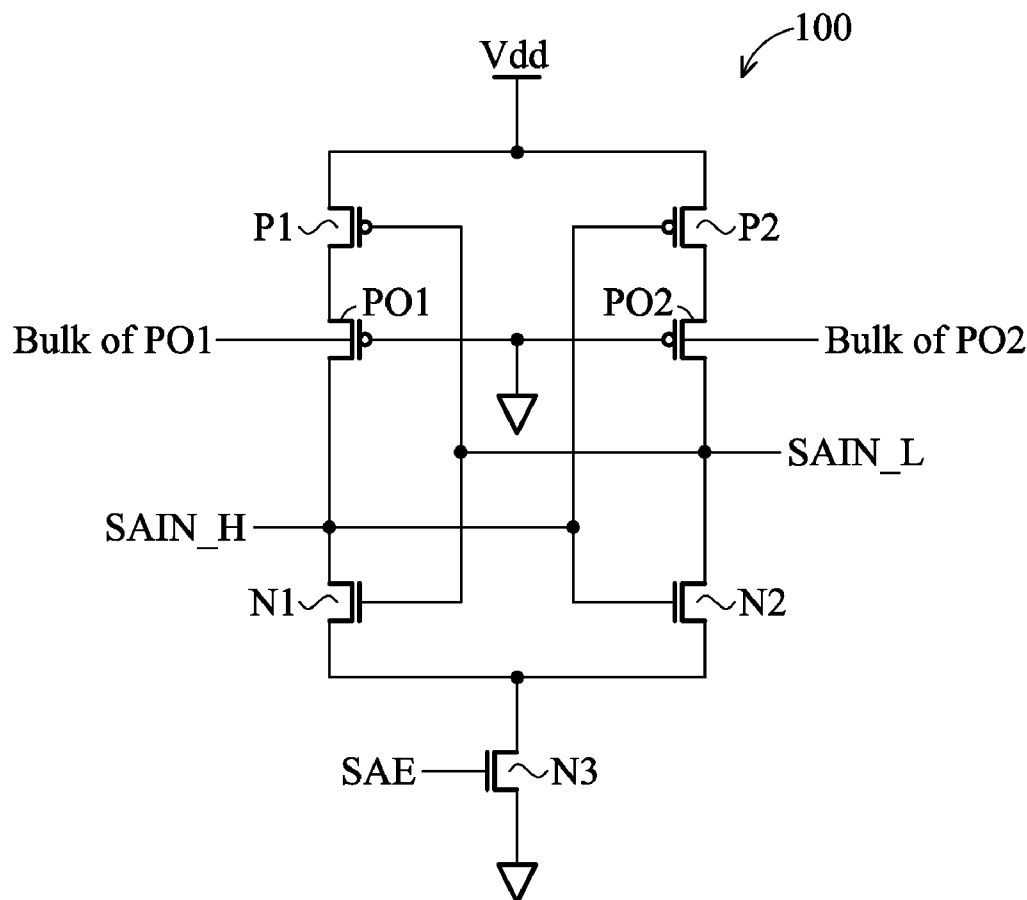 100
Vdd
P1
P2
PO1
PO2
Bulk of PO1
Bulk of PO2
SAIN_L
SAIN_H
N1
N2
SAE
N3